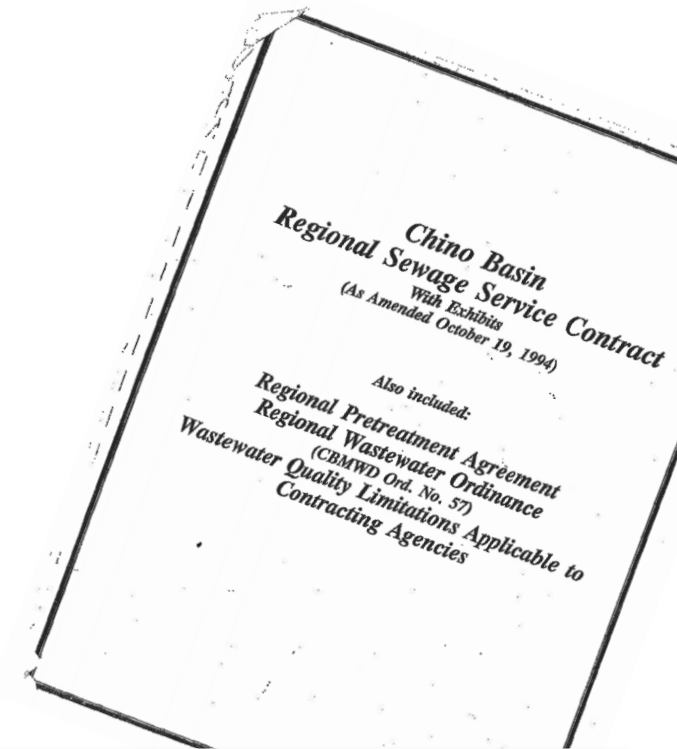 Chino Basin
Regional Sewage Service Contract
With Exhibits
(As Amended October 19, 1994)
Also included:
Regional Pretreatment Agreement
Regional Wastewater Ordinance
(CBMWD Ord. No. 57)
Wastewater Quality Limitations Applicable to
Contracting Agencies